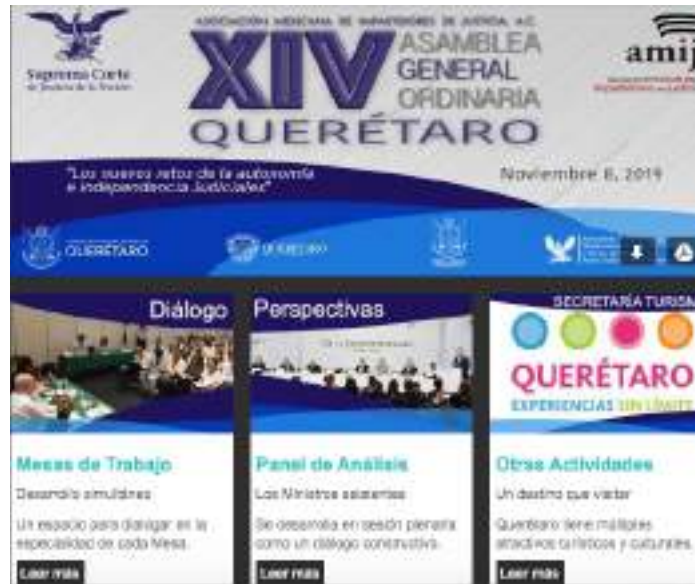 ASOCIACIÓN MEXICANA DE IMPARTIDORES DE JUSTICIA, A.C.
XIV ASAMBLEA
GENERAL
ORDINARIA
QUERÉTARO
Suprema Corte
de Justicia de la Nación
amij
"Los nuevos retos de la autonomía
e independencia Judiciales"
Noviembre 8, 2019
QUERÉTARO
QUERÉTARO
Diálogo
Mesas de Trabajo
Desarrollo simultáneo
Un espacio para dialogar en la
especialidad de cada Mesa.
Leer más
Perspectivas
Panel de Análisis
Los Ministros asistentes
Se desarrolla en sesión plenaria
como un diálogo constructivo.
Leer más
SECRETARÍA TURISM
QUERÉTARO
EXPERIENCIAS SIN LÍMITE
Otras Actividades
Un destino que visitar
Querétaro tiene múltiples
atractivos turísticos y culturales.
Leer más